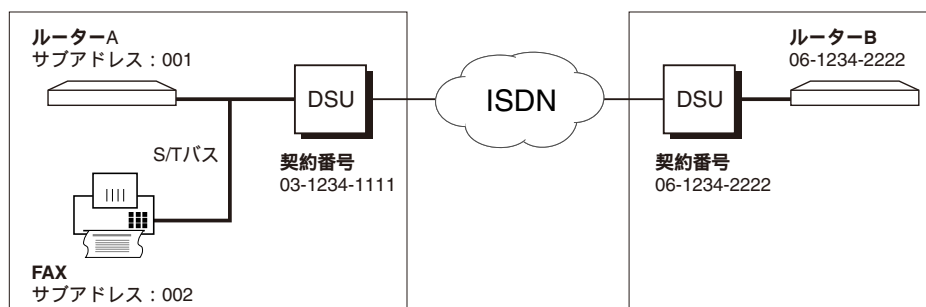 ルーターA
サブアドレス：001
DSU
S/Tバス
契約番号
03-1234-1111
FAX
サブアドレス：002
ISDN
ルーターB
06-1234-2222
DSU
契約番号
06-1234-2222